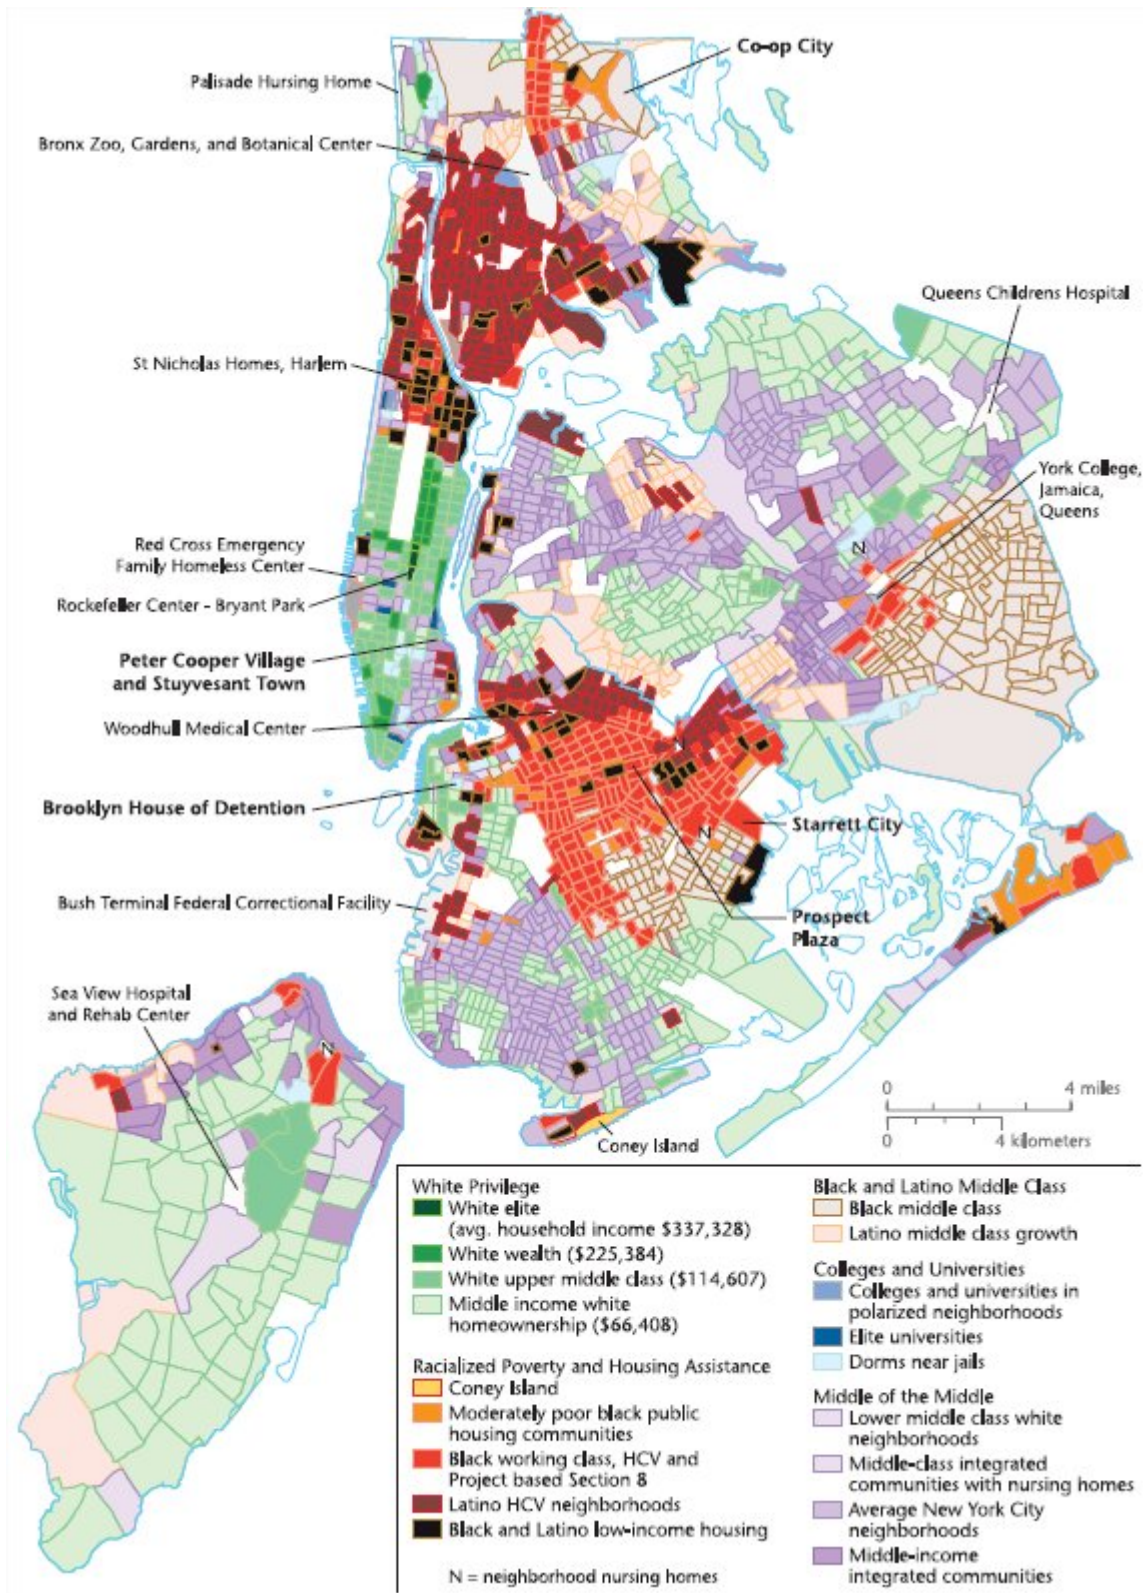 Co-op City
Palisade Hursing Home
Bronx Zoo, Gardens, and Botanical Center
Queens Childrens Hospital
St Nicholas Homes, Harlem
York College,
Jamaica,
Queens
N
Red Cross Emergency
Family Homeless Center
Rockefeller Center - Bryant Park
Peter Cooper Village
and Stuyvesant Town
Woodhull Medical Center
N
Brooklyn House of Detention
Starrett City
N
Bush Terminal Federal Correctional Facility
Prospect
Plaza
Sea View Hospital
and Rehab Center
N
0 4 miles
0 4 kilometers
Coney Island
White Privilege
White elite
(avg. household income $337,328)
White wealth ($225,384)
White upper middle class ($114,607)
Middle income white
homeownership ($66,408)
Racialized Poverty and Housing Assistance
Coney Island
Moderately poor black public
housing communities
Black working class, HCV and
Project based Section 8
Latino HCV neighborhoods
Black and Latino low-income housing
N = neighborhood nursing homes
Black and Latino Middle Class
Black middle class
Latino middle class growth
Colleges and Universities
Colleges and universities in
polarized neighborhoods
Elite universities
Dorms near jails
Middle of the Middle
Lower middle class white
neighborhoods
Middle-class integrated
communities with nursing homes
Average New York City
neighborhoods
Middle-income
integrated communities